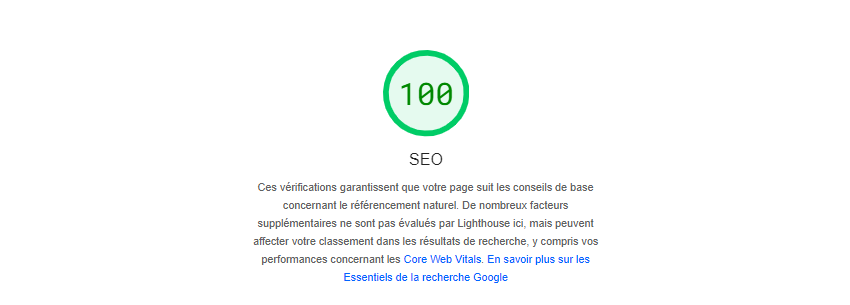 100
SEO
Ces vérifications garantissent que votre page suit les conseils de base
concernant le référencement naturel. De nombreux facteurs
supplémentaires ne sont pas évalués par Lighthouse ici, mais peuvent
affecter votre classement dans les résultats de recherche, y compris vos
performances concernant les Core Web Vitals. En savoir plus sur les
Essentiels de la recherche Google